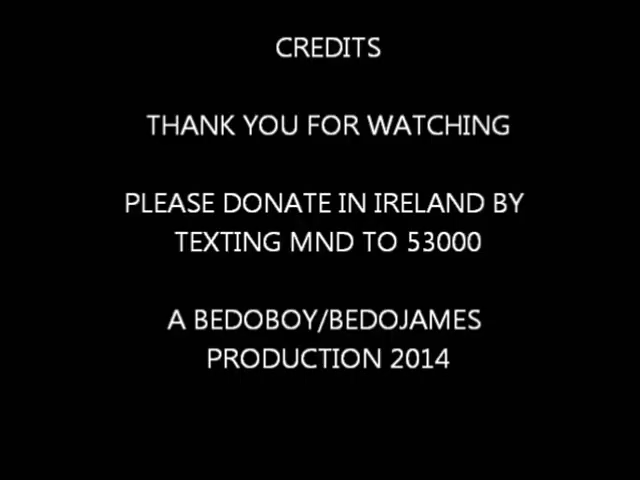 CREDITS
THANK YOU FOR WATCHING
PLEASE DONATE IN IRELAND BY
TEXTING MND TO 53000
A BEDOBOY/BEDOJAMES
PRODUCTION 2014